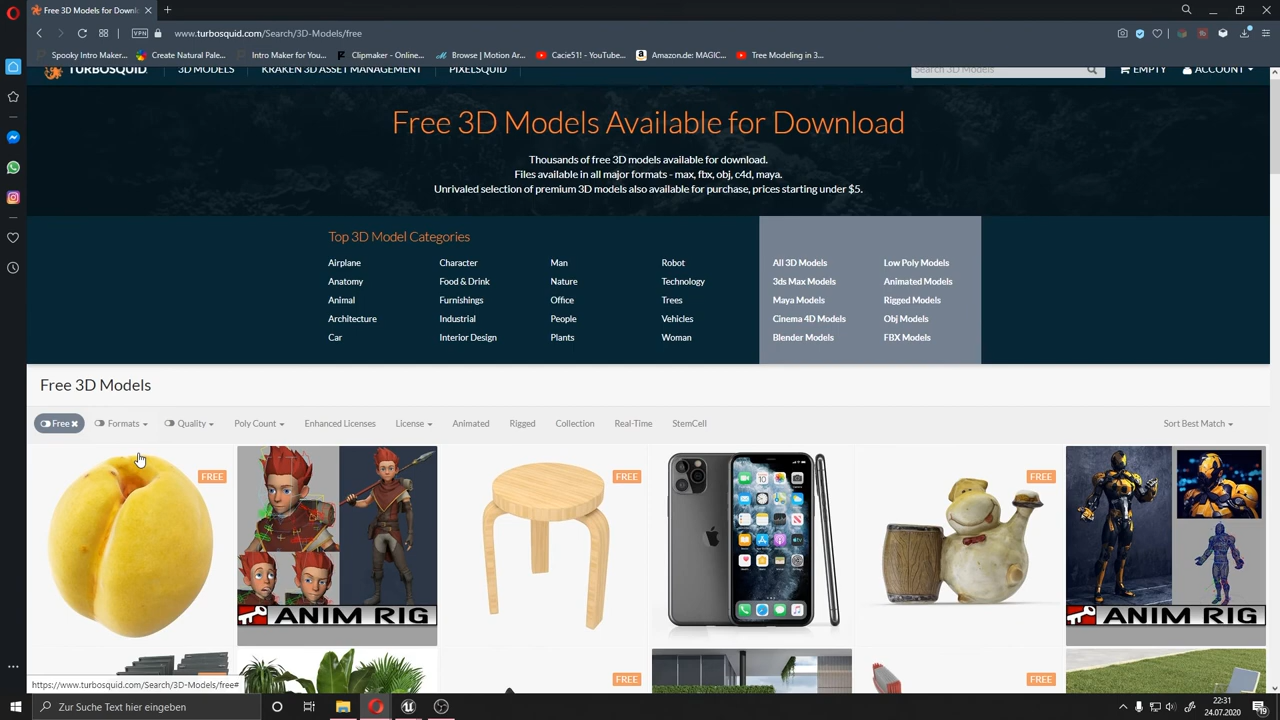 Free 3D Models for Downl
VPN www.turbosquid.com/Search/3D-Models/free
Spooky Intro Maker... Create Natural Pale... Intro Maker for You... Clipmaker - Online... Browse | Motion Ar... Cacie51! - YouTube... Amazon.de: MAGIC... Tree Modeling in 3...
TURBOSQUID 3D MODELS KRAKEN 3D ASSET MANAGEMENT PIXELSQUID Search 3D Models EMPTY ACCOUNT
Free 3D Models Available for Download
Thousands of free 3D models available for download.
Files available in all major formats - max, fbx, obj, c4d, maya.
Unrivaled selection of premium 3D models also available for purchase, prices starting under $5.
Top 3D Model Categories
Airplane Character Man Robot All 3D Models Low Poly Models
Anatomy Food & Drink Nature Technology 3ds Max Models Animated Models
Animal Furnishings Office Trees Maya Models Rigged Models
Architecture Industrial People Vehicles Cinema 4D Models Obj Models
Car Interior Design Plants Woman Blender Models FBX Models
Free 3D Models
Free Formats Quality Poly Count Enhanced Licenses License Animated Rigged Collection Real-Time StemCell Sort Best Match
FREE FREE FREE
ANIM RIG ANIM RIG
FREE FREE
https://www.turbosquid.com/Search/3D-Models/free#
Zur Suche Text hier eingeben
22:31
24.07.2020
19